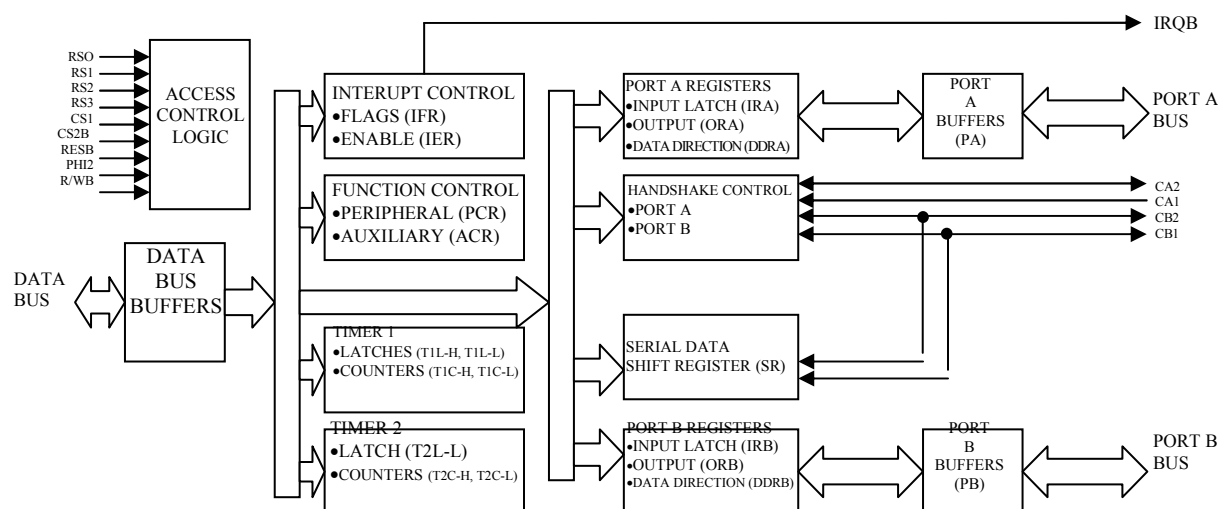 IRQB
RSO
RS1
RS2
RS3
CS1
CS2B
RESB
PHI2
R/WB
ACCESS
CONTROL
LOGIC
INTERUPT CONTROL
●FLAGS (IFR)
●ENABLE (IER)
PORT A REGISTERS
●INPUT LATCH (IRA)
●OUTPUT (ORA)
●DATA DIRECTION (DDRA)
PORT
A
BUFFERS
(PA)
PORT A
BUS
FUNCTION CONTROL
●PERIPHERAL (PCR)
●AUXILIARY (ACR)
HANDSHAKE CONTROL
●PORT A
●PORT B
CA2
CA1
CB2
CB1
DATA
BUS
DATA
BUS
BUFFERS
TIMER 1
●LATCHES (T1L-H, T1L-L)
●COUNTERS (T1C-H, T1C-L)
SERIAL DATA
SHIFT REGISTER (SR)
TIMER 2
●LATCH (T2L-L)
●COUNTERS (T2C-H, T2C-L)
PORT B REGISTERS
●INPUT LATCH (IRB)
●OUTPUT (ORB)
●DATA DIRECTION (DDRB)
PORT
B
BUFFERS
(PB)
PORT B
BUS